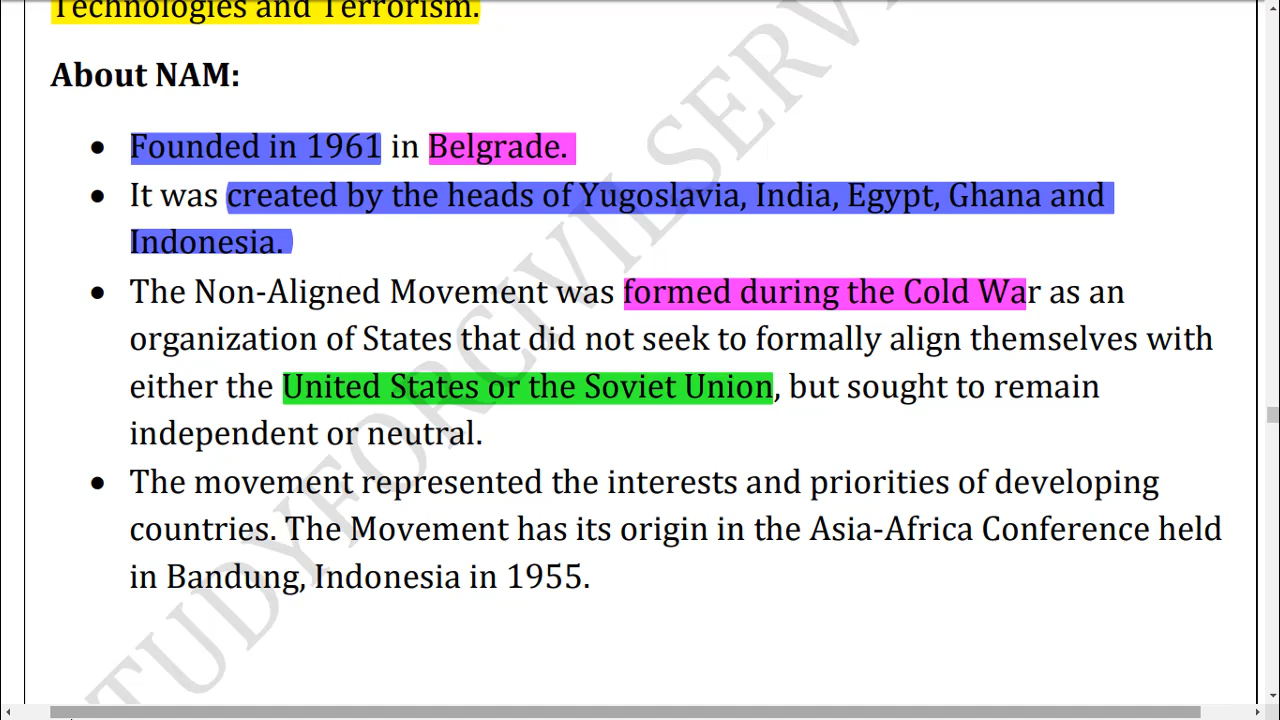 Technologies and Terrorism.
About NAM:
• Founded in 1961 in Belgrade.
• It was created by the heads of Yugoslavia, India, Egypt, Ghana and
Indonesia.
• The Non-Aligned Movement was formed during the Cold War as an
organization of States that did not seek to formally align themselves with
either the United States or the Soviet Union, but sought to remain
independent or neutral.
• The movement represented the interests and priorities of developing
countries. The Movement has its origin in the Asia-Africa Conference held
in Bandung, Indonesia in 1955.
STUDYFORCIVILSERV